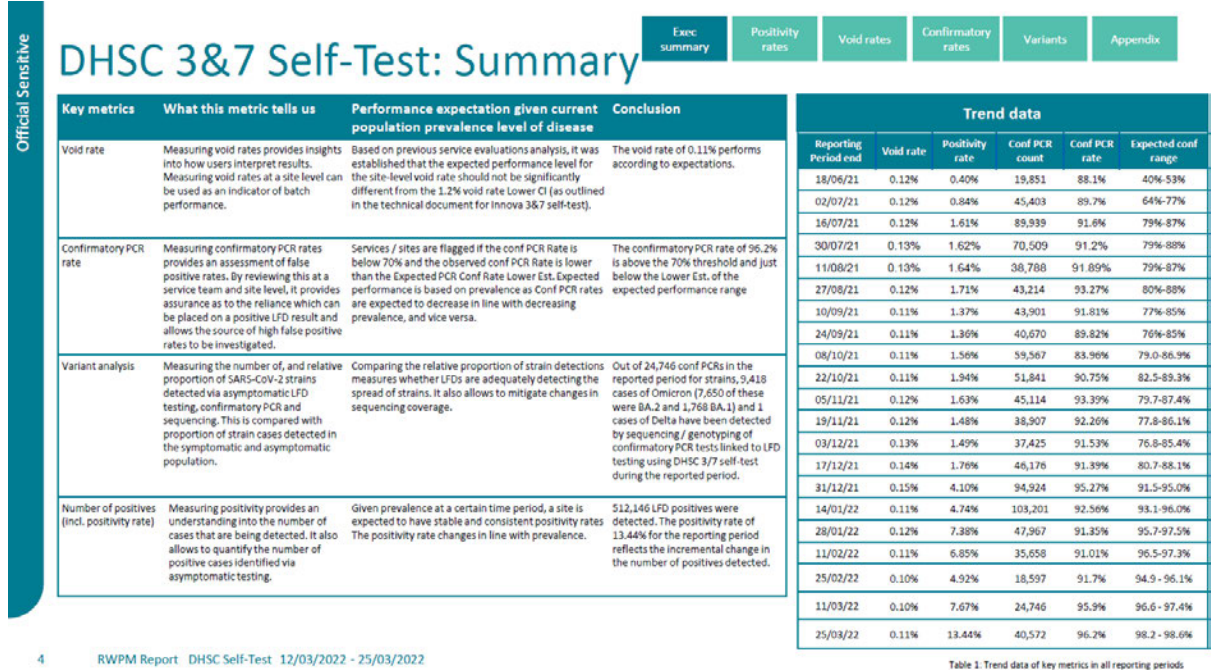 Official Sensitive
DHSC 3&7 Self-Test: Summary
Exec
summary
Positivity
rates
Void rates
Confirmatory
rates
Variants
Appendix
Key metrics
What this metric tells us
Performance expectation given current
population prevalence level of disease
Conclusion
Void rate
Measuring void rates provides insights
into how users interpret results.
Measuring void rates at a site level can
be used as an indicator of batch
performance.
Based on previous service evaluations analysis, it was
established that the expected performance level for
the site-level void rate should not be significantly
different from the 1.2% void rate Lower CI (as outlined
in the technical document for Innova 3&7 self-test).
The void rate of 0.11% performs
according to expectations.
Confirmatory PCR
rate
Measuring confirmatory PCR rates
provides an assessment of false
positive rates. By reviewing this at a
service team and site level, it provides
assurance as to the reliance which can
be placed on a positive LFD result and
allows the source of high false positive
rates to be investigated.
Services / sites are flagged if the conf PCR Rate is
below 70% and the observed conf PCR Rate is lower
than the Expected PCR Conf Rate Lower Est. Expected
performance is based on prevalence as Conf PCR rates
are expected to decrease in line with decreasing
prevalence, and vice versa.
The confirmatory PCR rate of 96.2%
is above the 70% threshold and just
below the Lower Est. of the
expected performance range
Variant analysis
Measuring the number of, and relative
proportion of SARS-CoV-2 strains
detected via asymptomatic LFD
testing, confirmatory PCR and
sequencing. This is compared with
proportion of strain cases detected in
the symptomatic and asymptomatic
population.
Comparing the relative proportion of strain detections
measures whether LFDs are adequately detecting the
spread of strains. It also allows to mitigate changes in
sequencing coverage.
Out of 24,746 conf PCRs in the
reported period for strains, 9,418
cases of Omicron (7,650 of these
were BA.2 and 1,768 BA.1) and 1
cases of Delta have been detected
by sequencing / genotyping of
confirmatory PCR tests linked to LFD
testing using DHSC 3/7 self-test
during the reported period.
Number of positives
(incl. positivity rate)
Measuring positivity provides an
understanding into the number of
cases that are being detected. It also
allows to quantify the number of
positive cases identified via
asymptomatic testing.
Given prevalence at a certain time period, a site is
expected to have stable and consistent positivity rates
The positivity rate changes in line with prevalence.
512,146 LFD positives were
detected. The positivity rate of
13.44% for the reporting period
reflects the incremental change in
the number of positives detected.
Trend data
Reporting
Period end
Void rate
Positivity
rate
Conf PCR
count
Conf PCR
rate
Expected conf
range
18/06/21 0.12% 0.40% 19,851 88.1% 40%-53%
02/07/21 0.12% 0.84% 45,403 89.7% 64%-77%
16/07/21 0.12% 1.61% 89,939 91.6% 79%-87%
30/07/21 0.13% 1.62% 70,509 91.2% 79%-88%
11/08/21 0.13% 1.64% 38,788 91.89% 79%-87%
27/08/21 0.12% 1.71% 43,214 93.27% 80%-88%
10/09/21 0.11% 1.37% 43,901 91.81% 77%-85%
24/09/21 0.11% 1.36% 40,670 89.82% 76%-85%
08/10/21 0.11% 1.56% 59,567 83.96% 79.0-86.9%
22/10/21 0.11% 1.94% 51,841 90.75% 82.5-89.3%
05/11/21 0.12% 1.63% 45,114 93.39% 79.7-87.4%
19/11/21 0.12% 1.48% 38,907 92.26% 77.8-86.1%
03/12/21 0.13% 1.49% 37,425 91.53% 76.8-85.4%
17/12/21 0.14% 1.76% 46,176 91.39% 80.7-88.1%
31/12/21 0.15% 4.10% 94,924 95.27% 91.5-95.0%
14/01/22 0.11% 4.74% 103,201 92.56% 93.1-96.0%
28/01/22 0.12% 7.38% 47,967 91.35% 95.7-97.5%
11/02/22 0.11% 6.85% 35,658 91.01% 96.5-97.3%
25/02/22 0.10% 4.92% 18,597 91.7% 94.9 - 96.1%
11/03/22 0.10% 7.67% 24,746 95.9% 96.6 - 97.4%
25/03/22 0.11% 13.44% 40,572 96.2% 98.2 - 98.6%
4
RWPM Report DHSC Self-Test 12/03/2022 - 25/03/2022
Table 1: Trend data of key metrics in all reporting periods